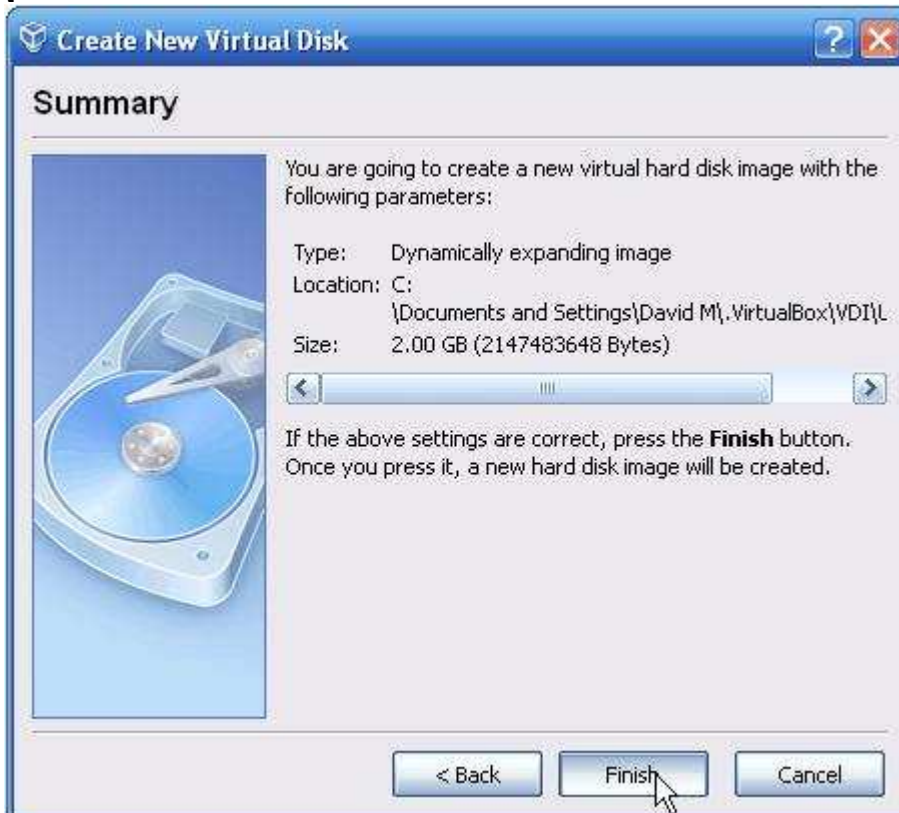 Create New Virtual Disk
Summary
You are going to create a new virtual hard disk image with the
following parameters:
Type: Dynamically expanding image
Location: C:
\Documents and Settings\David M\.VirtualBox\VDI\L
Size: 2.00 GB (2147483648 Bytes)
If the above settings are correct, press the Finish button.
Once you press it, a new hard disk image will be created.
< Back Finish Cancel